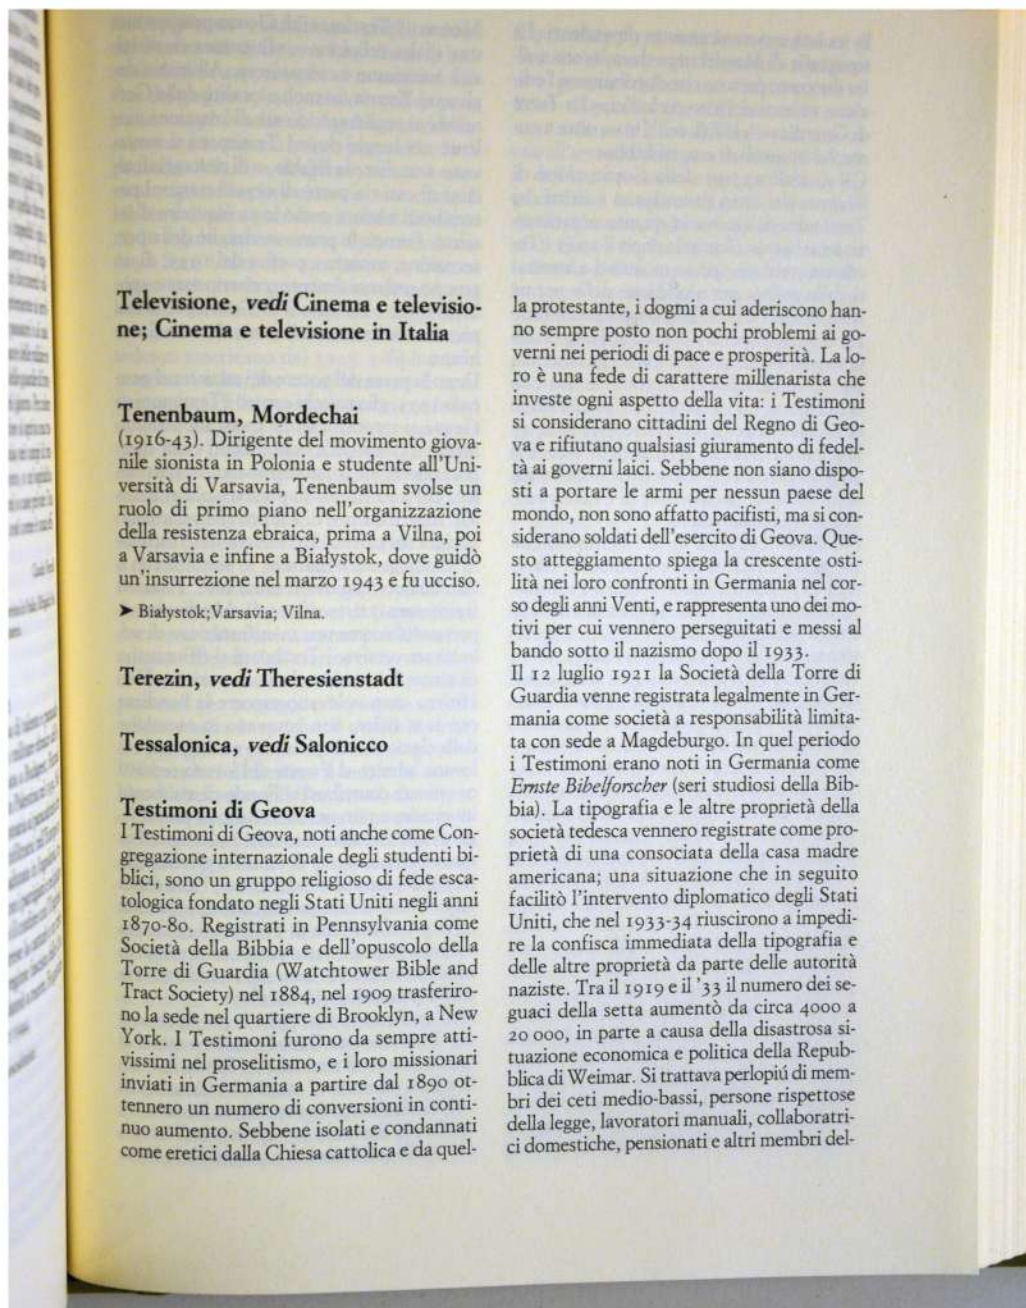 Televisione, vedi Cinema e televisio-
ne; Cinema e televisione in Italia
Tenenbaum, Mordechai
(1916-43). Dirigente del movimento giova-
nile sionista in Polonia e studente all'Uni-
versità di Varsavia, Tenenbaum svolse un
ruolo di primo piano nell'organizzazione
della resistenza ebraica, prima a Vilna, poi
a Varsavia e infine a Białystok, dove guidò
un'insurrezione nel marzo 1943 e fu ucciso.
➤ Białystok; Varsavia; Vilna.
Terezin, vedi Theresienstadt
Tessalonica, vedi Salonicco
Testimoni di Geova
I Testimoni di Geova, noti anche come Con-
gregazione internazionale degli studenti bi-
blici, sono un gruppo religioso di fede esca-
tologica fondato negli Stati Uniti negli anni
1870-80. Registrati in Pennsylvania come
Società della Bibbia e dell'opuscolo della
Torre di Guardia (Watchtower Bible and
Tract Society) nel 1884, nel 1909 trasferiro-
no la sede nel quartiere di Brooklyn, a New
York. I Testimoni furono da sempre atti-
vissimi nel proselitismo, e i loro missionari
inviati in Germania a partire dal 1890 ot-
tennero un numero di conversioni in conti-
nuo aumento. Sebbene isolati e condannati
come eretici dalla Chiesa cattolica e da quel-
la protestante, i dogmi a cui aderiscono han-
no sempre posto non pochi problemi ai go-
verni nei periodi di pace e prosperità. La lo-
ro è una fede di carattere millenarista che
investe ogni aspetto della vita: i Testimoni
si considerano cittadini del Regno di Geo-
va e rifiutano qualsiasi giuramento di fedel-
tà ai governi laici. Sebbene non siano dispo-
sti a portare le armi per nessun paese del
mondo, non sono affatto pacifisti, ma si con-
siderano soldati dell'esercito di Geova. Que-
sto atteggiamento spiega la crescente osti-
lità nei loro confronti in Germania nel cor-
so degli anni Venti, e rappresenta uno dei mo-
tivi per cui vennero perseguitati e messi al
bando sotto il nazismo dopo il 1933.
Il 12 luglio 1921 la Società della Torre di
Guardia venne registrata legalmente in Ger-
mania come società a responsabilità limita-
ta con sede a Magdeburgo. In quel periodo
i Testimoni erano noti in Germania come
Ernste Bibelforscher (seri studiosi della Bib-
bia). La tipografia e le altre proprietà della
società tedesca vennero registrate come pro-
prietà di una consociata della casa madre
americana; una situazione che in seguito
facilitò l'intervento diplomatico degli Stati
Uniti, che nel 1933-34 riuscirono a impedi-
re la confisca immediata della tipografia e
delle altre proprietà da parte delle autorità
naziste. Tra il 1919 e il '33 il numero dei se-
guaci della setta aumentò da circa 4000 a
20 000, in parte a causa della disastrosa si-
tuazione economica e politica della Repub-
blica di Weimar. Si trattava perlopiú di mem-
bri dei ceti medio-bassi, persone rispettose
della legge, lavoratori manuali, collaboratri-
ci domestiche, pensionati e altri membri del-